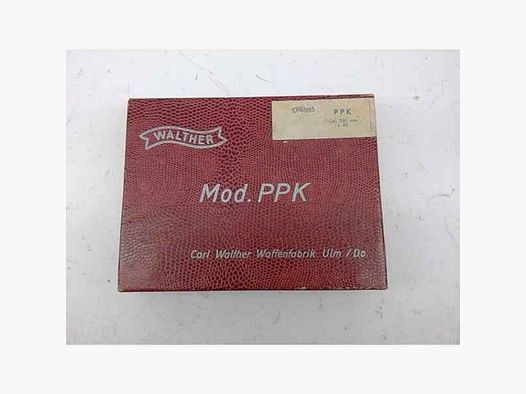 WALTHER
PPK
Mod. PPK
Carl Walther Waffenfabrik Ulm / Do.